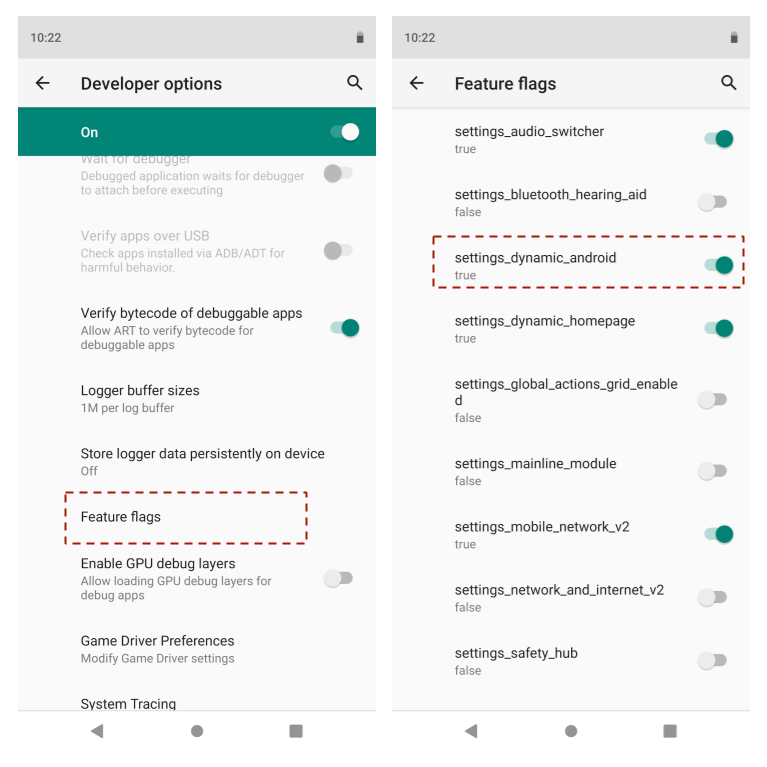 10:22
Developer options
On
Wait for debugger
Debugged application waits for debugger
to attach before executing
Verify apps over USB
Check apps installed via ADB/ADT for
harmful behavior.
Verify bytecode of debuggable apps
Allow ART to verify bytecode for
debuggable apps
Logger buffer sizes
1M per log buffer
Store logger data persistently on device
Off
Feature flags
Enable GPU debug layers
Allow loading GPU debug layers for
debug apps
Game Driver Preferences
Modify Game Driver settings
System Tracing
10:22
Feature flags
settings_audio_switcher
true
settings_bluetooth_hearing_aid
false
settings_dynamic_android
true
settings_dynamic_homepage
true
settings_global_actions_grid_enable
d
false
settings_mainline_module
false
settings_mobile_network_v2
true
settings_network_and_internet_v2
false
settings_safety_hub
false